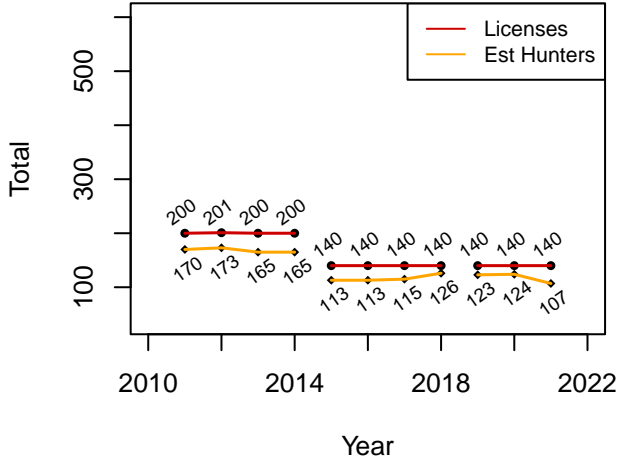 Licenses
Est Hunters
500
300
100
Total
200 201 200 200 140 140 140 140 140 140 140
170 173 165 165 113 113 115 126 123 124 107
2010 2014 2018 2022
Year